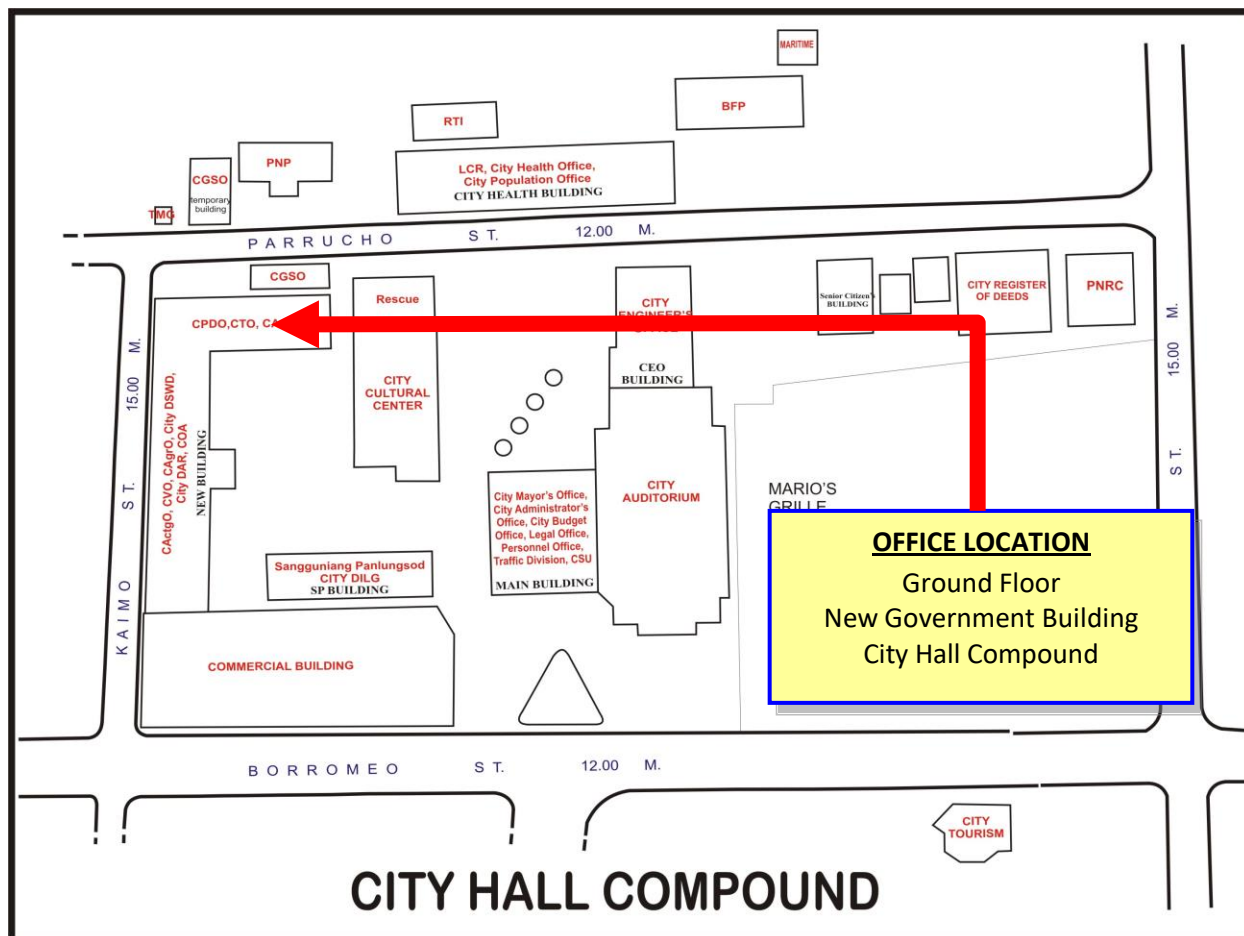 MARITIME
BFP
RTI
PNP
LCR, City Health Office,
City Population Office
CITY HEALTH BUILDING
CGSO
temporary
building
TMG
PARRUCHO ST. 12.00 M.
CGSO
Rescue
CITY
ENGINEER'S
CPDO,CTO,
Senior Citizen's
BUILDING
CITY REGISTER
OF DEEDS
PNRC
CEO
BUILDING
CITY
CULTURAL
CENTER
KAIMO ST. 15.00 M.
CActgO, CVO, CAgrO, City DSWD,
City DAR, COA
NEW BUILDING
ST. 15.00 M.
City Mayor's Office,
City Administrator's
Office, City Budget
Office, Legal Office,
Personnel Office,
Traffic Division, CSU
MAIN BUILDING
CITY
AUDITORIUM
MARIO'S
GRILLE
OFFICE LOCATION
Ground Floor
New Government Building
City Hall Compound
Sangguniang Panlungsod
CITY DILG
SP BUILDING
COMMERCIAL BUILDING
BORROMEO ST. 12.00 M.
CITY
TOURISM
CITY HALL COMPOUND